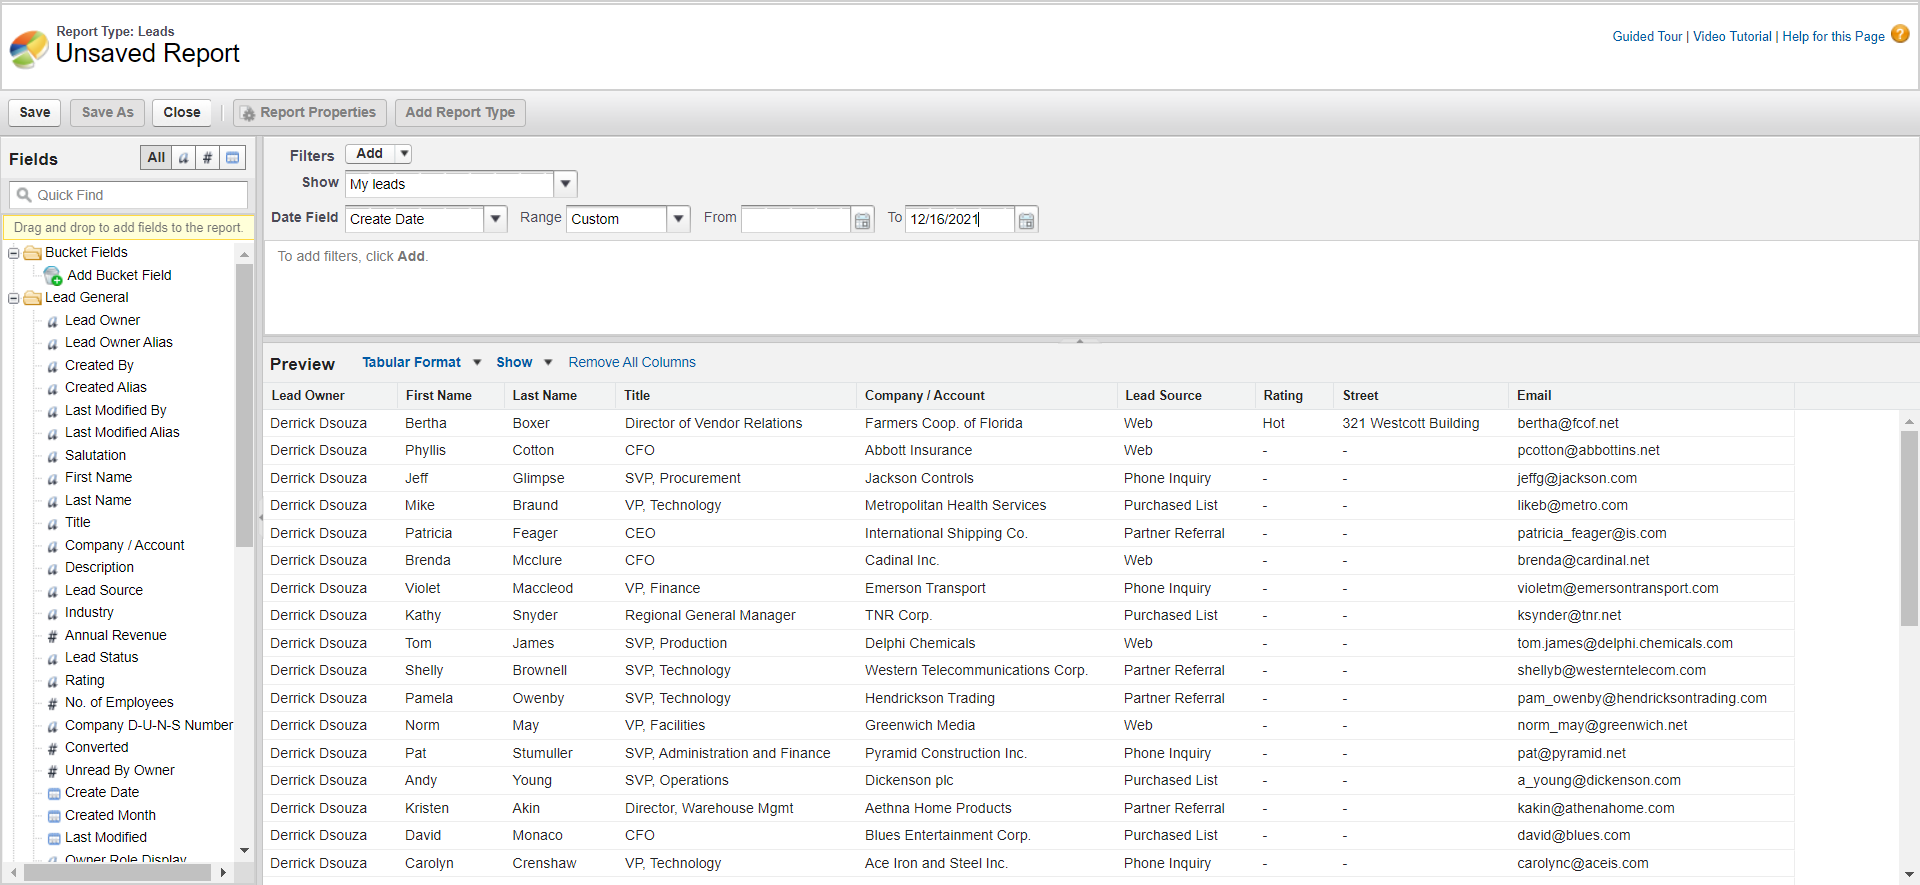 Report Type: Leads
Unsaved Report
Guided Tour | Video Tutorial | Help for this Page ?
Save Save As Close Report Properties Add Report Type
Fields All a #
Quick Find
Drag and drop to add fields to the report.
Bucket Fields
Add Bucket Field
Lead General
a Lead Owner
a Lead Owner Alias
a Created By
a Created Alias
a Last Modified By
a Last Modified Alias
a Salutation
a First Name
a Last Name
a Title
a Company / Account
a Description
a Lead Source
a Industry
# Annual Revenue
a Lead Status
a Rating
# No. of Employees
a Company D-U-N-S Number
# Converted
# Unread By Owner
Create Date
Created Month
Last Modified
a Owner Role Display
Filters Add
Show My leads
Date Field Create Date Range Custom From To 12/16/2021
To add filters, click Add.
Preview Tabular Format Show Remove All Columns
Lead Owner First Name Last Name Title Company / Account Lead Source Rating Street Email
Derrick Dsouza Bertha Boxer Director of Vendor Relations Farmers Coop. of Florida Web Hot 321 Westcott Building bertha@fcof.net
Derrick Dsouza Phyllis Cotton CFO Abbott Insurance Web - - pcotton@abbottins.net
Derrick Dsouza Jeff Glimpse SVP, Procurement Jackson Controls Phone Inquiry - - jeffg@jackson.com
Derrick Dsouza Mike Braund VP, Technology Metropolitan Health Services Purchased List - - likeb@metro.com
Derrick Dsouza Patricia Feager CEO International Shipping Co. Partner Referral - - patricia_feager@is.com
Derrick Dsouza Brenda Mcclure CFO Cadinal Inc. Web - - brenda@cardinal.net
Derrick Dsouza Violet Maccleod VP, Finance Emerson Transport Phone Inquiry - - violetm@emersontransport.com
Derrick Dsouza Kathy Snyder Regional General Manager TNR Corp. Purchased List - - ksynder@tnr.net
Derrick Dsouza Tom James SVP, Production Delphi Chemicals Web - - tom.james@delphi.chemicals.com
Derrick Dsouza Shelly Brownell SVP, Technology Western Telecommunications Corp. Partner Referral - - shellyb@westerntelecom.com
Derrick Dsouza Pamela Owenby SVP, Technology Hendrickson Trading Partner Referral - - pam_owenby@hendricksontrading.com
Derrick Dsouza Norm May VP, Facilities Greenwich Media Web - - norm_may@greenwich.net
Derrick Dsouza Pat Stumuller SVP, Administration and Finance Pyramid Construction Inc. Phone Inquiry - - pat@pyramid.net
Derrick Dsouza Andy Young SVP, Operations Dickenson plc Purchased List - - a_young@dickenson.com
Derrick Dsouza Kristen Akin Director, Warehouse Mgmt Aethna Home Products Partner Referral - - kakin@athenahome.com
Derrick Dsouza David Monaco CFO Blues Entertainment Corp. Purchased List - - david@blues.com
Derrick Dsouza Carolyn Crenshaw VP, Technology Ace Iron and Steel Inc. Phone Inquiry - - carolync@aceis.com